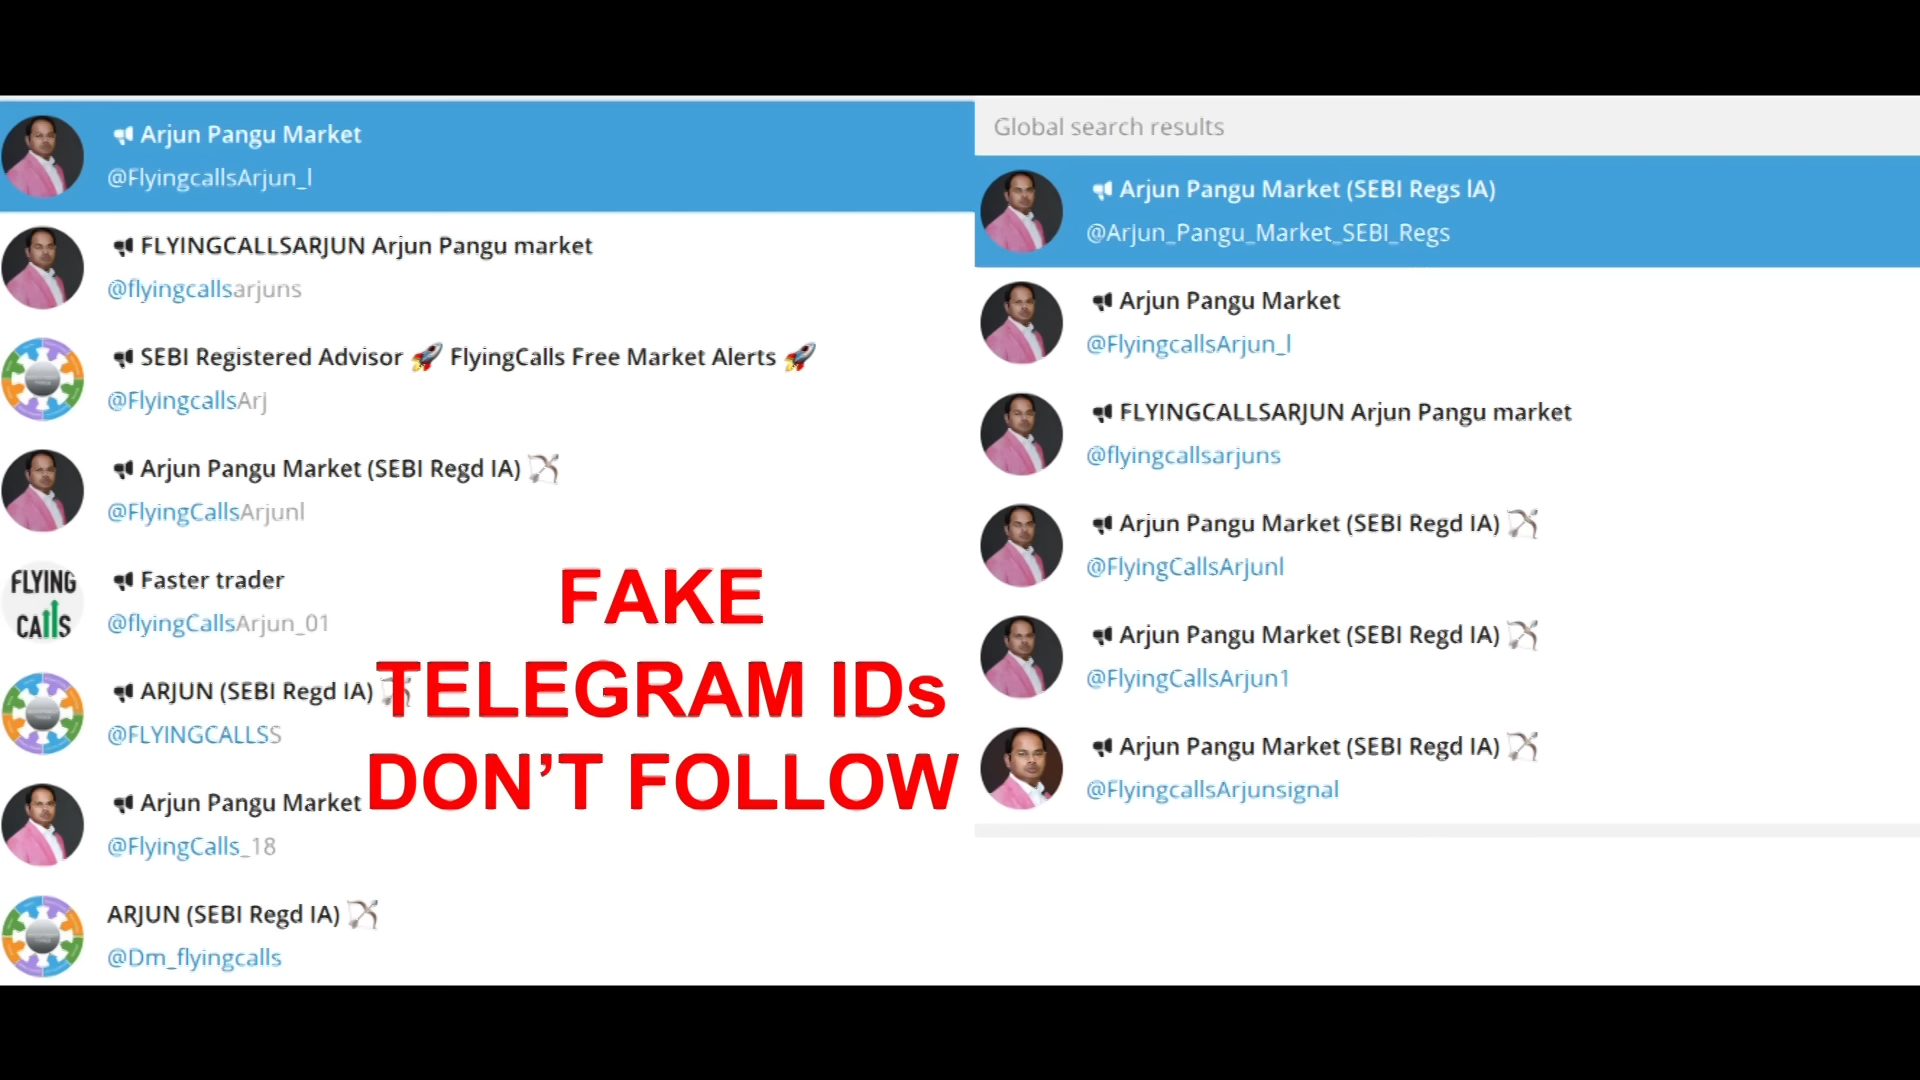 Arjun Pangu Market
@FlyingcallsArjun_l
FLYINGCALLSARJUN Arjun Pangu market
@flyingcallsarjuns
SEBI Registered Advisor 🚀 FlyingCalls Free Market Alerts 🚀
@FlyingcallsArj
Arjun Pangu Market (SEBI Regd IA) 🏹
@FlyingCallsArjunl
FLYING
CALLS
Faster trader
@flyingCallsArjun_01
ARJUN (SEBI Regd IA) 🏹
@FLYINGCALLSS
Arjun Pangu Market
@FlyingCalls_18
ARJUN (SEBI Regd IA) 🏹
@Dm_flyingcalls
FAKE
TELEGRAM IDs
DON'T FOLLOW
Global search results
Arjun Pangu Market (SEBI Regs lA)
@Arjun_Pangu_Market_SEBI_Regs
Arjun Pangu Market
@FlyingcallsArjun_l
FLYINGCALLSARJUN Arjun Pangu market
@flyingcallsarjuns
Arjun Pangu Market (SEBI Regd IA) 🏹
@FlyingCallsArjunl
Arjun Pangu Market (SEBI Regd IA) 🏹
@FlyingCallsArjun1
Arjun Pangu Market (SEBI Regd IA) 🏹
@FlyingcallsArjunsignal